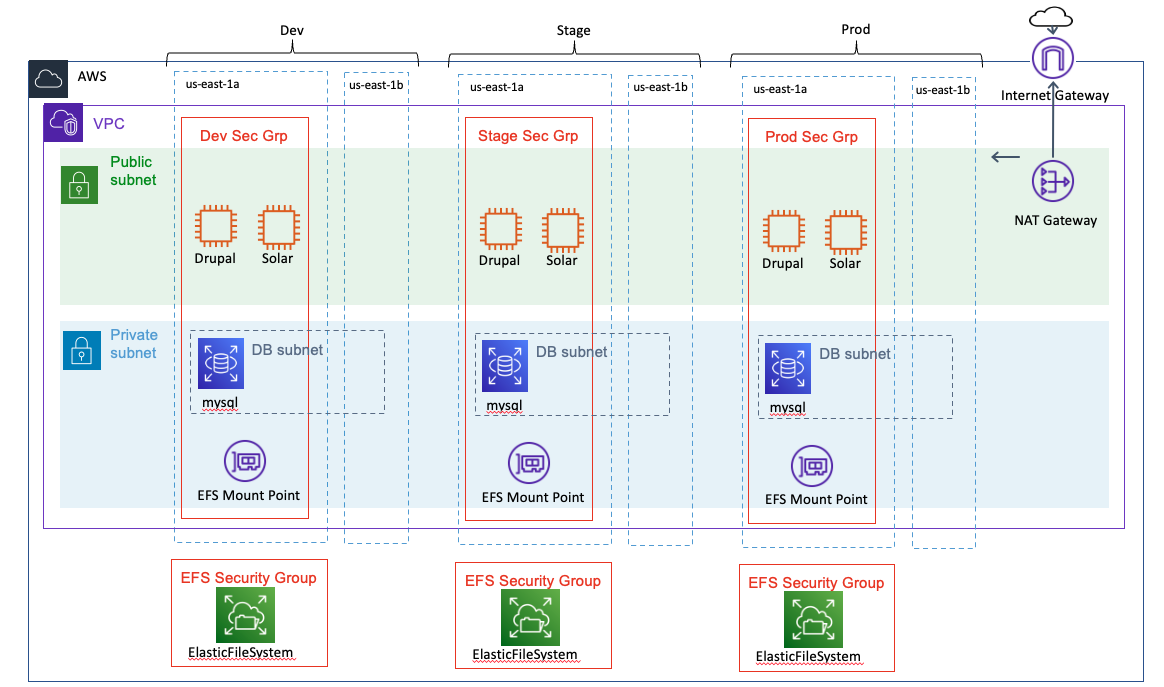 Dev
Stage
Prod
AWS
us-east-1a
us-east-1b
us-east-1a
us-east-1b
us-east-1a
us-east-1b
Internet Gateway
VPC
Dev Sec Grp
Stage Sec Grp
Prod Sec Grp
Public
subnet
NAT Gateway
Drupal
Solar
Drupal
Solar
Drupal
Solar
Private
subnet
DB subnet
DB subnet
DB subnet
mysql
mysql
mysql
EFS Mount Point
EFS Mount Point
EFS Mount Point
EFS Security Group
EFS Security Group
EFS Security Group
ElasticFileSystem
ElasticFileSystem
ElasticFileSystem